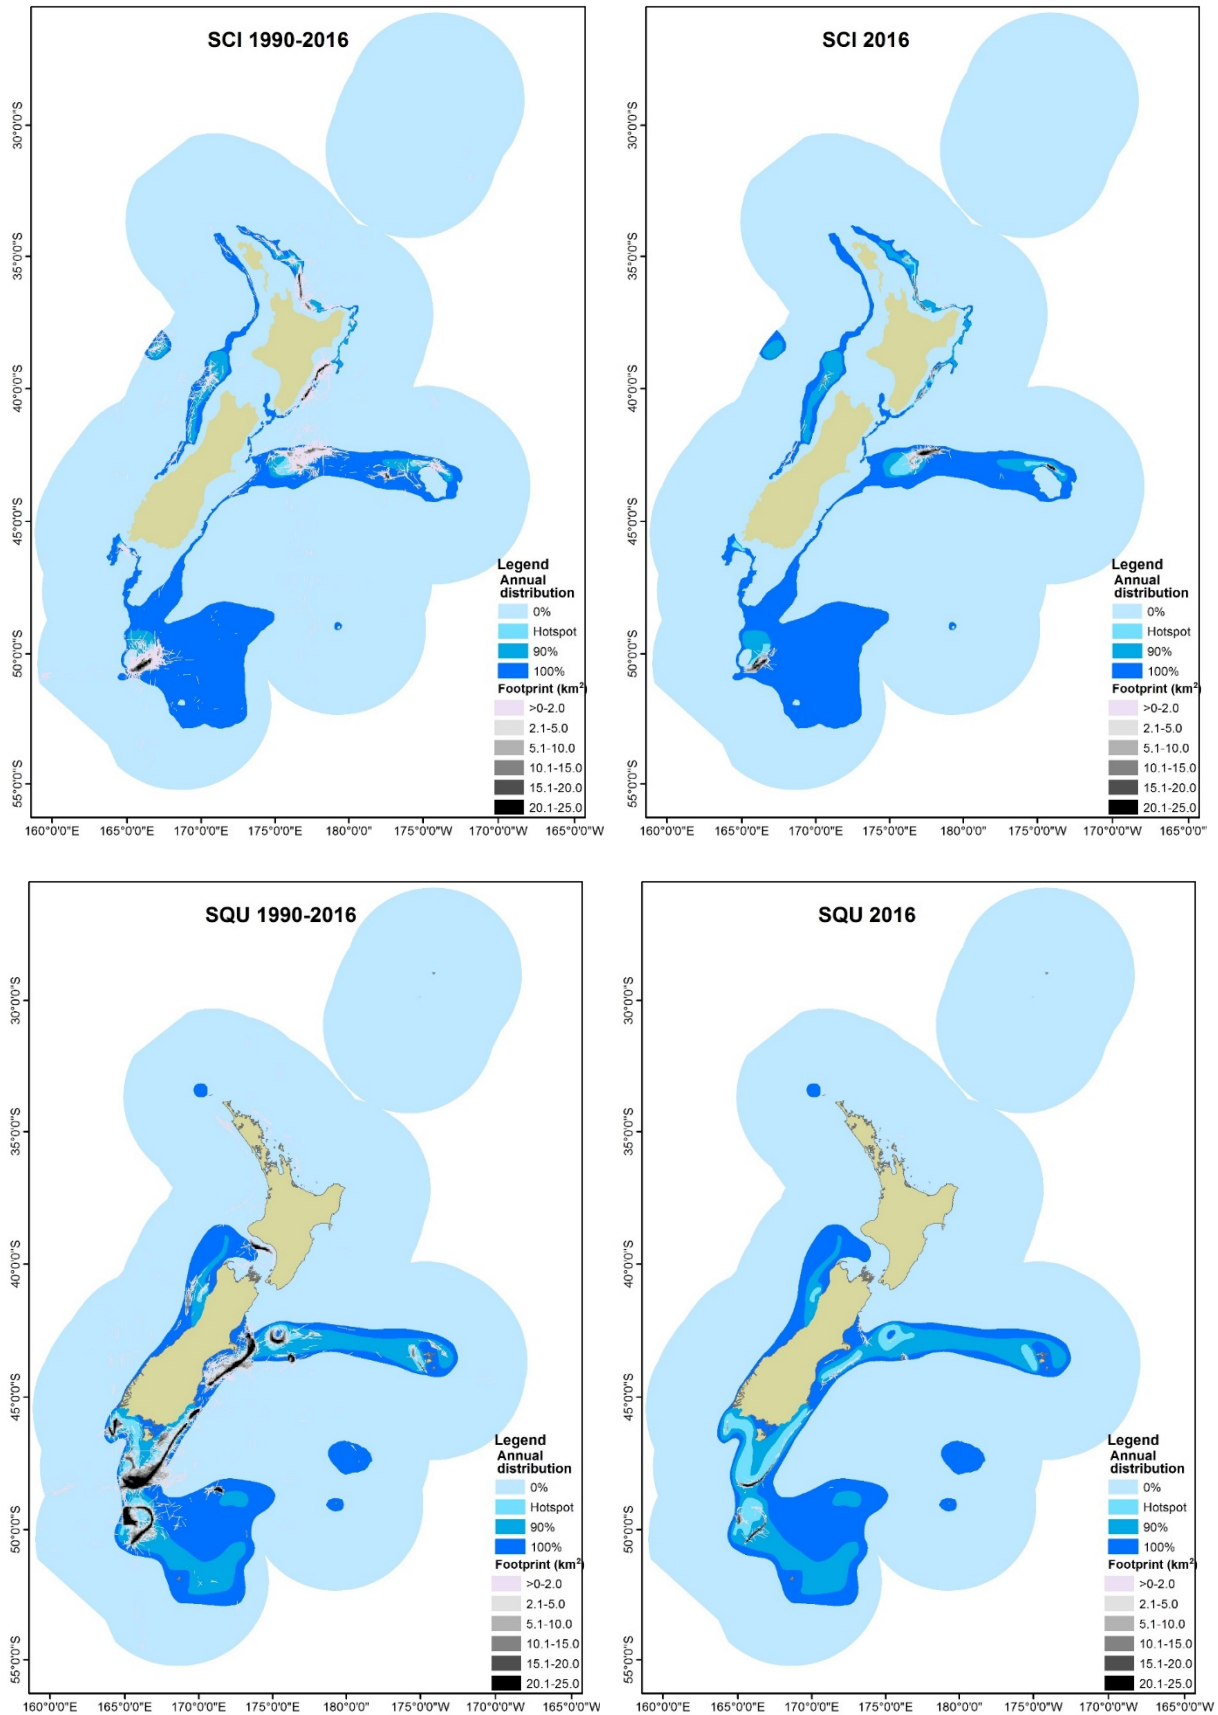 SCI 1990-2016
30°0'0"S
35°0'0"S
40°0'0"S
45°0'0"S
50°0'0"S
55°0'0"S
Legend
Annual
distribution
0%
Hotspot
90%
100%
Footprint (km²)
>0-2.0
2.1-5.0
5.1-10.0
10.1-15.0
15.1-20.0
20.1-25.0
160°0'0"E 165°0'0"E 170°0'0"E 175°0'0"E 180°0'0" 175°0'0"W 170°0'0"W 165°0'0"W
SCI 2016
30°0'0"S
35°0'0"S
40°0'0"S
45°0'0"S
50°0'0"S
55°0'0"S
Legend
Annual
distribution
0%
Hotspot
90%
100%
Footprint (km²)
>0-2.0
2.1-5.0
5.1-10.0
10.1-15.0
15.1-20.0
20.1-25.0
160°0'0"E 165°0'0"E 170°0'0"E 175°0'0"E 180°0'0" 175°0'0"W 170°0'0"W 165°0'0"
SQU 1990-2016
30°0'0"S
35°0'0"S
40°0'0"S
45°0'0"S
50°0'0"S
55°0'0"S
Legend
Annual
distribution
0%
Hotspot
90%
100%
Footprint (km²)
>0-2.0
2.1-5.0
5.1-10.0
10.1-15.0
15.1-20.0
20.1-25.0
160°0'0"E 165°0'0"E 170°0'0"E 175°0'0"E 180°0'0" 175°0'0"W 170°0'0"W 165°0'0"W
SQU 2016
30°0'0"S
35°0'0"S
40°0'0"S
45°0'0"S
50°0'0"S
55°0'0"S
Legend
Annual
distribution
0%
Hotspot
90%
100%
Footprint (km²)
>0-2.0
2.1-5.0
5.1-10.0
10.1-15.0
15.1-20.0
20.1-25.0
160°0'0"E 165°0'0"E 170°0'0"E 175°0'0"E 180°0'0" 175°0'0"W 170°0'0"W 165°0'0"W